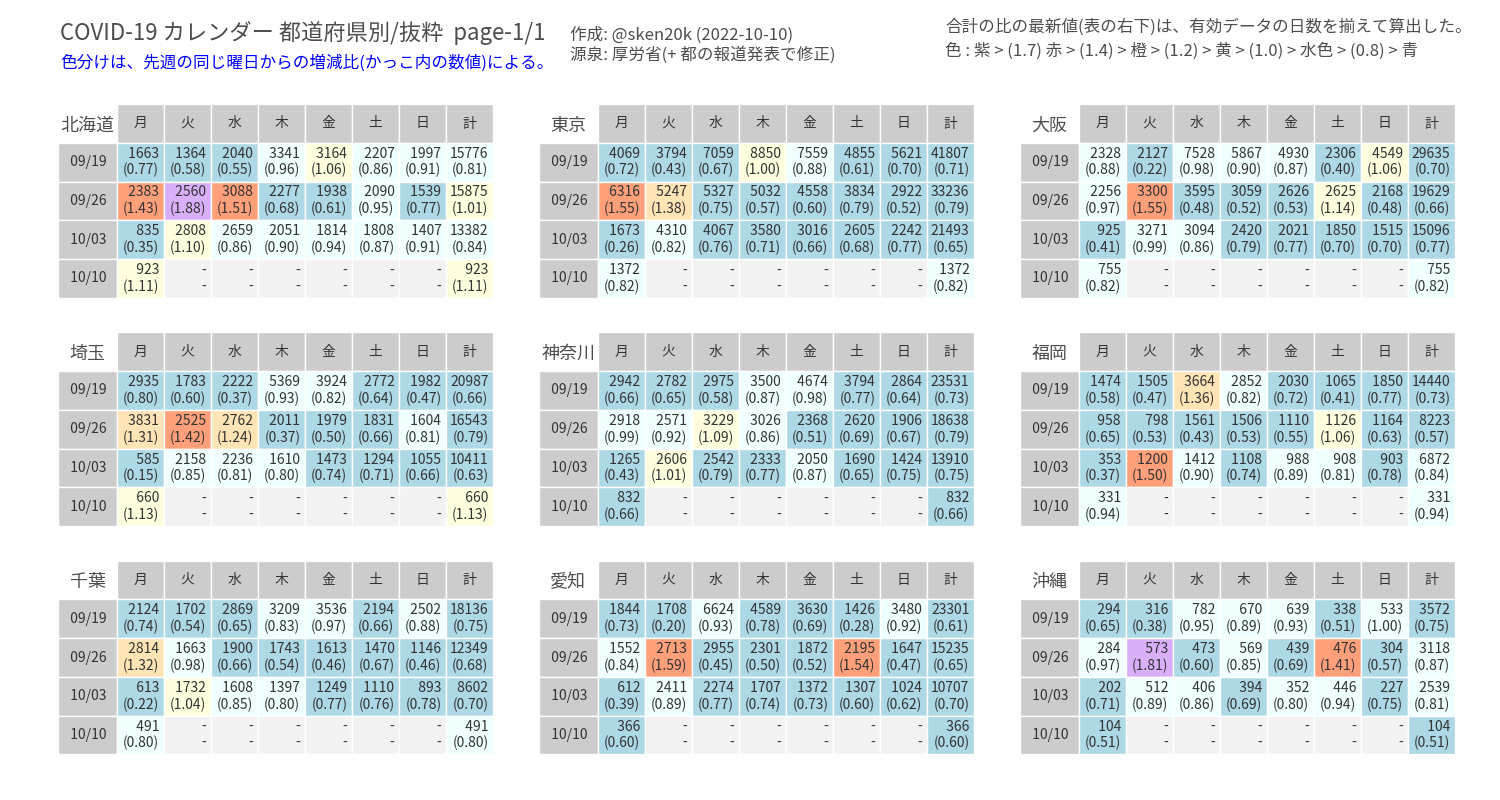 COVID-19 カレンダー 都道府県別/抜粋 page-1/1
色分けは、先週の同じ曜日からの増減比(かっこ内の数値)による。
作成: @sken20k (2022-10-10)
源泉: 厚労省(+ 都の報道発表で修正)
合計の比の最新値(表の右下)は、有効データの日数を揃えて算出した。
色 : 紫 > (1.7) 赤 > (1.4) > 橙 > (1.2) > 黄 > (1.0) > 水色 > (0.8) > 青
北海道 月 火 水 木 金 土 日 計
09/19 1663 1364 2040 3341 3164 2207 1997 15776
(0.77) (0.58) (0.55) (0.96) (1.06) (0.86) (0.91) (0.81)
09/26 2383 2560 3088 2277 1938 2090 1539 15875
(1.43) (1.88) (1.51) (0.68) (0.61) (0.95) (0.77) (1.01)
10/03 835 2808 2659 2051 1814 1808 1407 13382
(0.35) (1.10) (0.86) (0.90) (0.94) (0.87) (0.91) (0.84)
10/10 923 - - - - - - 923
(1.11) - - - - - - (1.11)
東京 月 火 水 木 金 土 日 計
09/19 4069 3794 7059 8850 7559 4855 5621 41807
(0.72) (0.43) (0.67) (1.00) (0.88) (0.61) (0.70) (0.71)
09/26 6316 5247 5327 5032 4558 3834 2922 33236
(1.55) (1.38) (0.75) (0.57) (0.60) (0.79) (0.52) (0.79)
10/03 1673 4310 4067 3580 3016 2605 2242 21493
(0.26) (0.82) (0.76) (0.71) (0.66) (0.68) (0.77) (0.65)
10/10 1372 - - - - - - 1372
(0.82) - - - - - - (0.82)
大阪 月 火 水 木 金 土 日 計
09/19 2328 2127 7528 5867 4930 2306 4549 29635
(0.88) (0.22) (0.98) (0.90) (0.87) (0.40) (1.06) (0.70)
09/26 2256 3300 3595 3059 2626 2625 2168 19629
(0.97) (1.55) (0.48) (0.52) (0.53) (1.14) (0.48) (0.66)
10/03 925 3271 3094 2420 2021 1850 1515 15096
(0.41) (0.99) (0.86) (0.79) (0.77) (0.70) (0.70) (0.77)
10/10 755 - - - - - - 755
(0.82) - - - - - - (0.82)
埼玉 月 火 水 木 金 土 日 計
09/19 2935 1783 2222 5369 3924 2772 1982 20987
(0.80) (0.60) (0.37) (0.93) (0.82) (0.64) (0.47) (0.66)
09/26 3831 2525 2762 2011 1979 1831 1604 16543
(1.31) (1.42) (1.24) (0.37) (0.50) (0.66) (0.81) (0.79)
10/03 585 2158 2236 1610 1473 1294 1055 10411
(0.15) (0.85) (0.81) (0.80) (0.74) (0.71) (0.66) (0.63)
10/10 660 - - - - - - 660
(1.13) - - - - - - (1.13)
神奈川 月 火 水 木 金 土 日 計
09/19 2942 2782 2975 3500 4674 3794 2864 23531
(0.66) (0.65) (0.58) (0.87) (0.98) (0.77) (0.64) (0.73)
09/26 2918 2571 3229 3026 2368 2620 1906 18638
(0.99) (0.92) (1.09) (0.86) (0.51) (0.69) (0.67) (0.79)
10/03 1265 2606 2542 2333 2050 1690 1424 13910
(0.43) (1.01) (0.79) (0.77) (0.87) (0.65) (0.75) (0.75)
10/10 832 - - - - - - 832
(0.66) - - - - - - (0.66)
福岡 月 火 水 木 金 土 日 計
09/19 1474 1505 3664 2852 2030 1065 1850 14440
(0.58) (0.47) (1.36) (0.82) (0.72) (0.41) (0.77) (0.73)
09/26 958 798 1561 1506 1110 1126 1164 8223
(0.65) (0.53) (0.43) (0.53) (0.55) (1.06) (0.63) (0.57)
10/03 353 1200 1412 1108 988 908 903 6872
(0.37) (1.50) (0.90) (0.74) (0.89) (0.81) (0.78) (0.84)
10/10 331 - - - - - - 331
(0.94) - - - - - - (0.94)
千葉 月 火 水 木 金 土 日 計
09/19 2124 1702 2869 3209 3536 2194 2502 18136
(0.74) (0.54) (0.65) (0.83) (0.97) (0.66) (0.88) (0.75)
09/26 2814 1663 1900 1743 1613 1470 1146 12349
(1.32) (0.98) (0.66) (0.54) (0.46) (0.67) (0.46) (0.68)
10/03 613 1732 1608 1397 1249 1110 893 8602
(0.22) (1.04) (0.85) (0.80) (0.77) (0.76) (0.78) (0.70)
10/10 491 - - - - - - 491
(0.80) - - - - - - (0.80)
愛知 月 火 水 木 金 土 日 計
09/19 1844 1708 6624 4589 3630 1426 3480 23301
(0.73) (0.20) (0.93) (0.78) (0.69) (0.28) (0.92) (0.61)
09/26 1552 2713 2955 2301 1872 2195 1647 15235
(0.84) (1.59) (0.45) (0.50) (0.52) (1.54) (0.47) (0.65)
10/03 612 2411 2274 1707 1372 1307 1024 10707
(0.39) (0.89) (0.77) (0.74) (0.73) (0.60) (0.62) (0.70)
10/10 366 - - - - - - 366
(0.60) - - - - - - (0.60)
沖縄 月 火 水 木 金 土 日 計
09/19 294 316 782 670 639 338 533 3572
(0.65) (0.38) (0.95) (0.89) (0.93) (0.51) (1.00) (0.75)
09/26 284 573 473 569 439 476 304 3118
(0.97) (1.81) (0.60) (0.85) (0.69) (1.41) (0.57) (0.87)
10/03 202 512 406 394 352 446 227 2539
(0.71) (0.89) (0.86) (0.69) (0.80) (0.94) (0.75) (0.81)
10/10 104 - - - - - - 104
(0.51) - - - - - - (0.51)